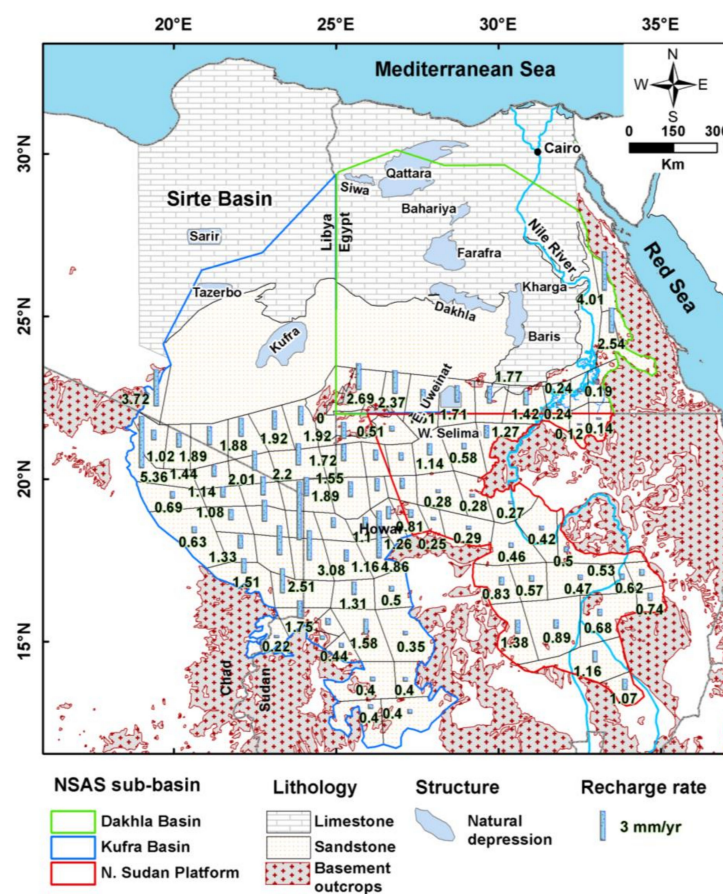 20°E 25°E 30°E 35°E
Mediterranean Sea
N
W E
S
0 150 300
Km
30°N
Cairo
Qattara
Siwa
Sirte Basin
Bahariya
Libya
Egypt
Nile River
Red Sea
Sarir
Farafra
Tazerbo
Kharga
Dakhla
4.01
25°N
Kufra
Baris
2.54
1.77
3.72
2.69
2.37
0.24
0.19
0
1.71
1.42
0.24
1.92
1.92
0.51
W. Selima
1.27
0.12
0.14
1.02
1.89
1.88
1.72
1.14
0.58
20°N
5.36
1.44
2.01
2.2
1.55
1.14
1.89
0.69
1.08
0.28
0.28
0.27
Howar
0.81
0.63
1.1
1.26
0.25
0.29
0.42
1.33
0.46
0.5
1.51
3.08
1.16
4.86
0.53
2.51
0.83
0.57
0.47
0.62
1.31
0.5
0.74
1.75
0.68
15°N
0.22
0.44
1.58
0.35
1.38
0.89
1.16
Chad
Sudan
0.4
0.4
1.07
0.4
0.4
NSAS sub-basin
Dakhla Basin
Kufra Basin
N. Sudan Platform
Lithology
Limestone
Sandstone
Basement
outcrops
Structure
Natural
depression
Recharge rate
3 mm/yr